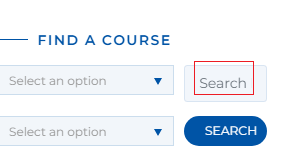 FIND A COURSE
Select an option
Search
Select an option
SEARCH